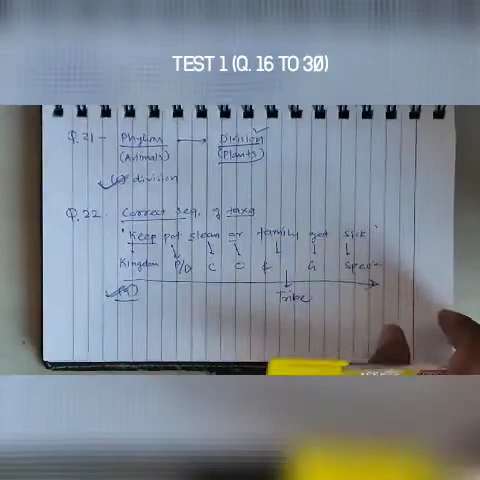 TEST 1 (Q. 16 TO 30)
Q.21 - Phylum → Division
(Animals) (Plants)
division
Q.22. Correct seq. of taxa
"Keep pot clean or family get sick"
Kingdom P/D C O F G Species
Tribe